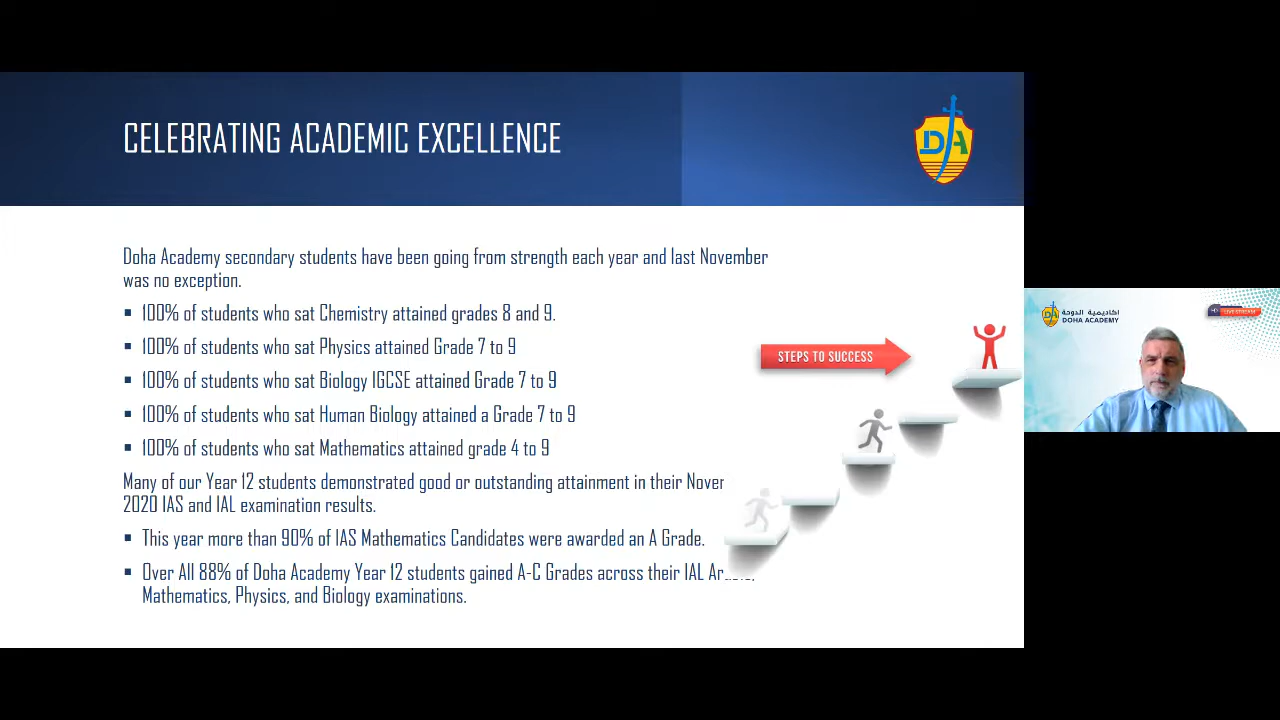 CELEBRATING ACADEMIC EXCELLENCE
DA
Doha Academy secondary students have been going from strength each year and last November
was no exception.
100% of students who sat Chemistry attained grades 8 and 9.
100% of students who sat Physics attained Grade 7 to 9
100% of students who sat Biology IGCSE attained Grade 7 to 9
100% of students who sat Human Biology attained a Grade 7 to 9
100% of students who sat Mathematics attained grade 4 to 9
Many of our Year 12 students demonstrated good or outstanding attainment in their
2020 IAS and IAL examination results.
This year more than 90% of IAS Mathematics Candidates were awarded an A Grade.
Over All 88% of Doha Academy Year 12 students gained A-C Grades across their IAL
Mathematics, Physics, and Biology examinations.
STEPS TO SUCCESS
DA
أكاديمية الدوحة
DOHA ACADEMY
LIVE STREAM